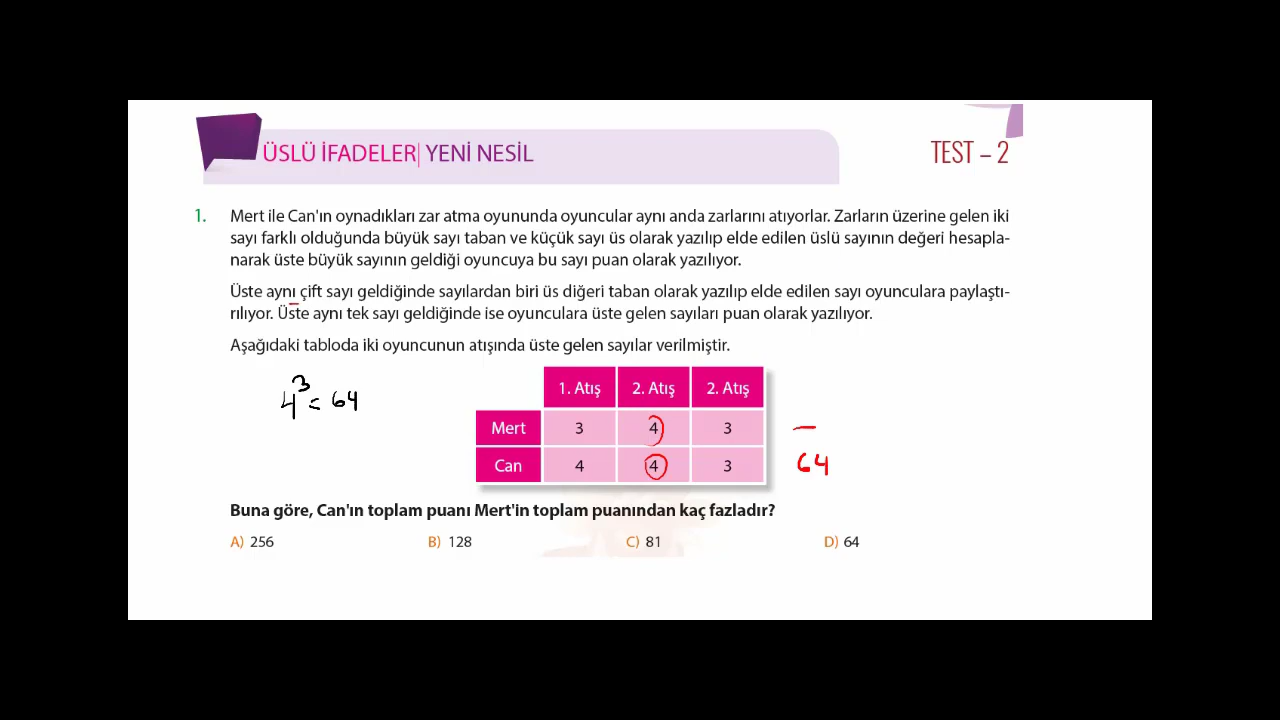 ÜSLÜ İFADELER| YENİ NESİL
TEST – 2
1. Mert ile Can'ın oynadıkları zar atma oyununda oyuncular aynı anda zarlarını atıyorlar. Zarların üzerine gelen iki
sayı farklı olduğunda büyük sayı taban ve küçük sayı üs olarak yazılıp elde edilen üslü sayının değeri hesapla-
narak üste büyük sayının geldiği oyuncuya bu sayı puan olarak yazılıyor.
Üste aynı çift sayı geldiğinde sayılardan biri üs diğeri taban olarak yazılıp elde edilen sayı oyunculara paylaştı-
rılıyor. Üste aynı tek sayı geldiğinde ise oyunculara üste gelen sayıları puan olarak yazılıyor.
Aşağıdaki tabloda iki oyuncunun atışında üste gelen sayılar verilmiştir.
4³ = 64
1. Atış 2. Atış 2. Atış
Mert 3 4 3 –
Can 4 4 3 64
Buna göre, Can'ın toplam puanı Mert'in toplam puanından kaç fazladır?
A) 256 B) 128 C) 81 D) 64